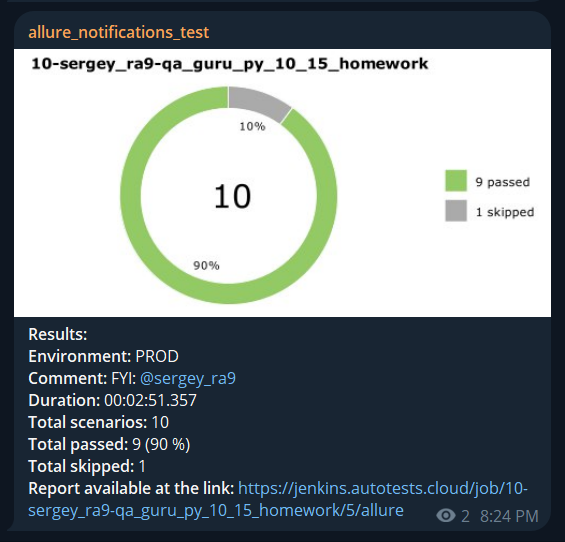 allure_notifications_test
10-sergey_ra9-qa_guru_py_10_15_homework
10%
10
90%
9 passed
1 skipped
Results:
Environment: PROD
Comment: FYI: @sergey_ra9
Duration: 00:02:51.357
Total scenarios: 10
Total passed: 9 (90 %)
Total skipped: 1
Report available at the link: https://jenkins.autotests.cloud/job/10-
sergey_ra9-qa_guru_py_10_15_homework/5/allure
2 8:24 PM